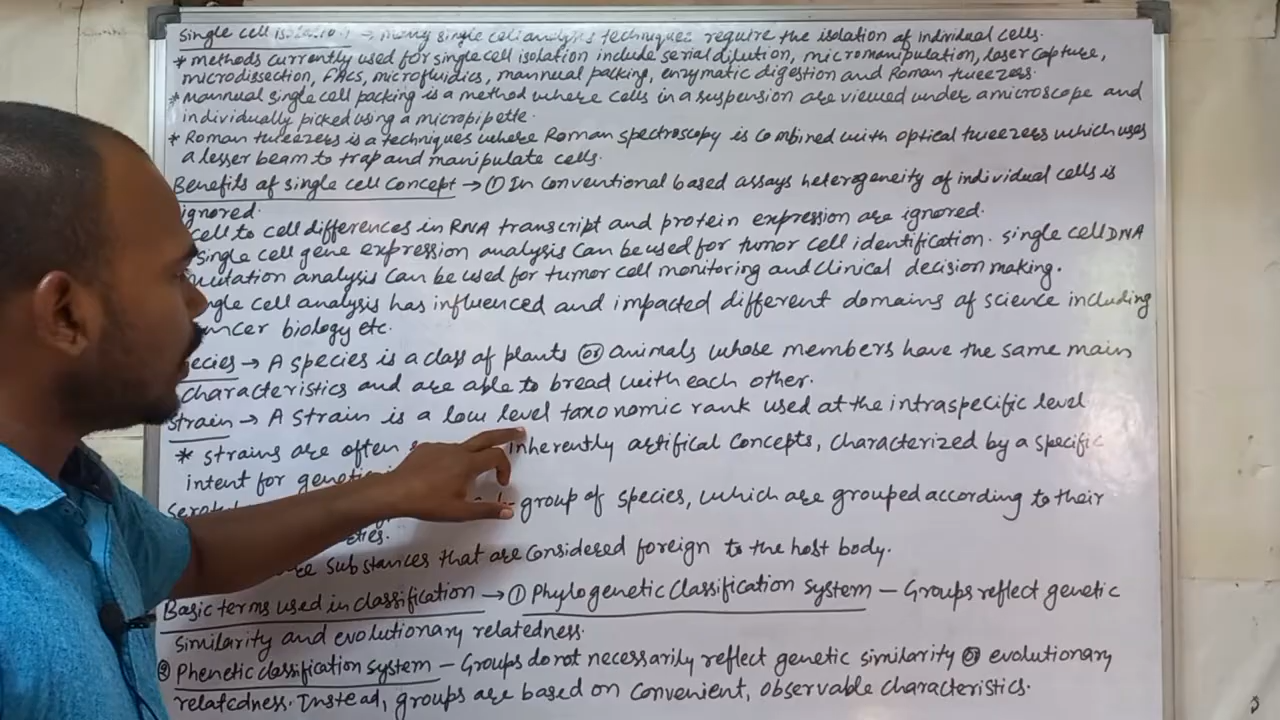 Single cell isolation → many single cell analysis techniques require the isolation of individual cells.
* methods currently used for single cell isolation include serial dilution, micromanipulation, laser capture,
microdissection, FACS, microfluidics, mannual packing, enzymatic digestion and Roman tweezers.
* Mannual single cell packing is a method where cells in a suspension are viewed under a microscope and
individually picked using a micropipette.
* Roman tweezers is a techniques where Roman spectroscopy is combined with optical tweezers which uses
a lesser beam to trap and manipulate cells.
Benefits of single cell concept → ① In conventional based assays heterogeneity of individual cells is
ignored.
cell to cell differences in RNA transcript and protein expression are ignored.
single cell gene expression analysis can be used for tumor cell identification. single cell DNA
mutation analysis can be used for tumor cell monitoring and clinical decision making.
ngle cell analysis has influenced and impacted different domains of science including
ncer biology etc.
ecies → A species is a class of plants or animals whose members have the same main
characteristics and are able to bread with each other.
Strain → A strain is a low level taxonomic rank used at the intraspecific level
* strains are often inherently artifical concepts, characterized by a specific
intent for genetic
group of species, which are grouped according to their
substances that are considered foreign to the host body.
Basic terms used in classification → ① Phylogenetic classification system – Groups reflect genetic
similarity and evolutionary relatedness.
② Phenetic classification system – Groups do not necessarily reflect genetic similarity or evolutionary
relatedness. Instead, groups are based on convenient, observable characteristics.